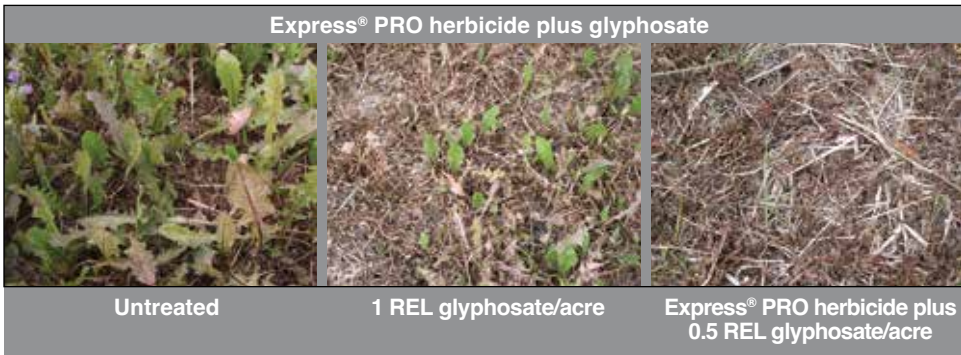 Express® PRO herbicide plus glyphosate
Untreated
1 REL glyphosate/acre
Express® PRO herbicide plus
0.5 REL glyphosate/acre